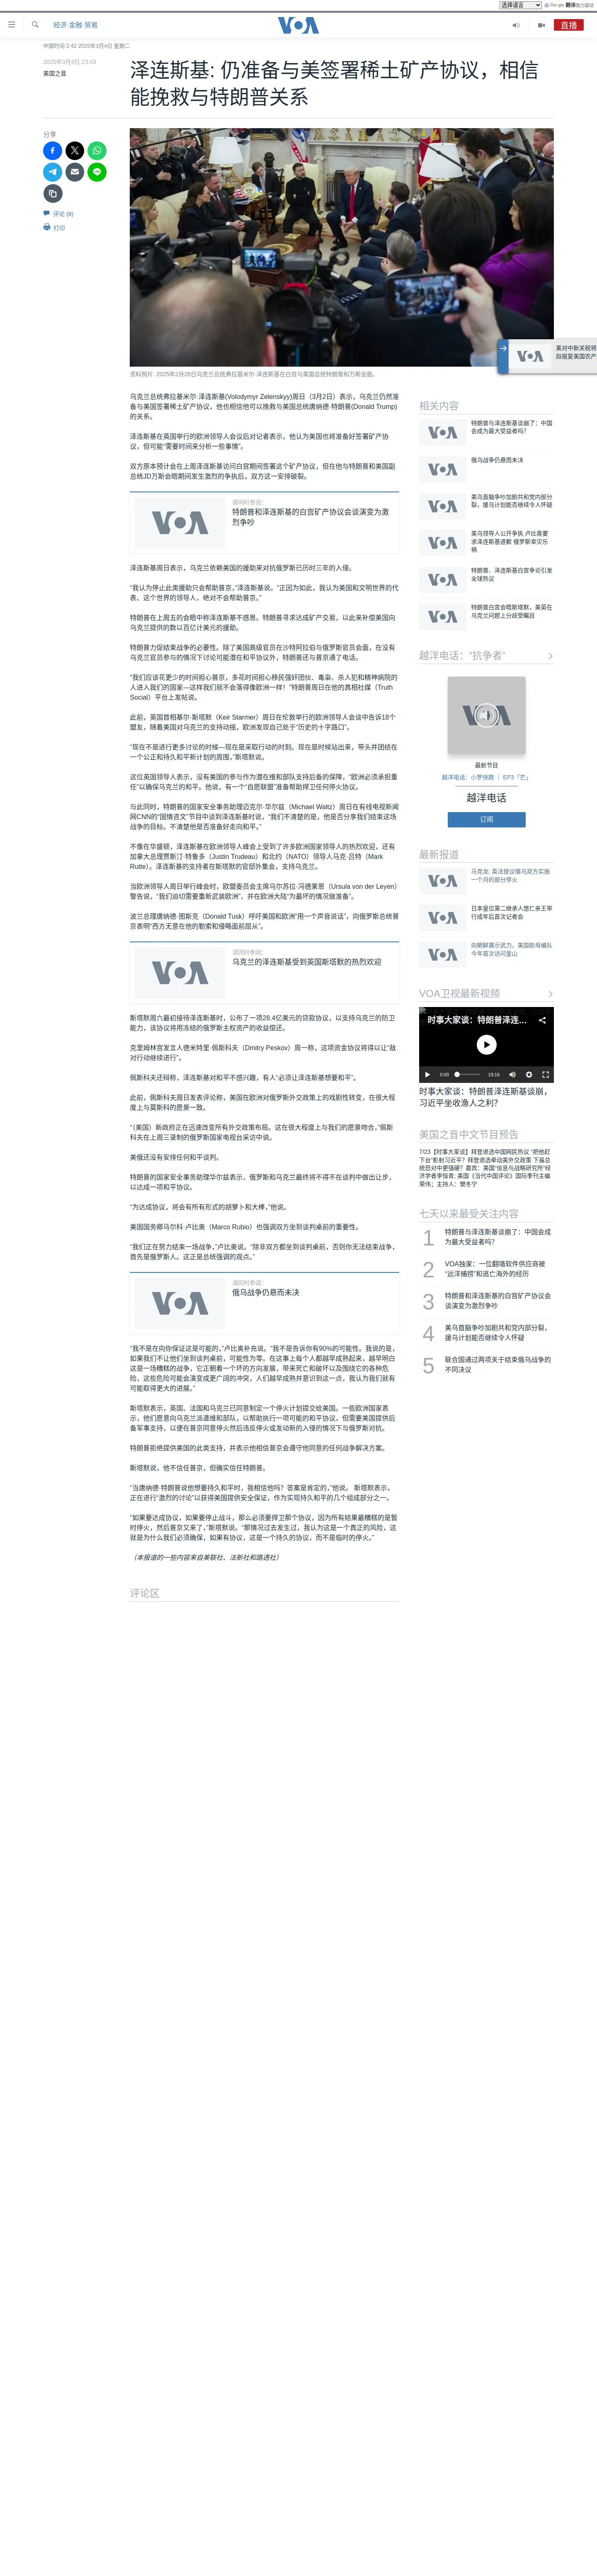 选择语言
Google 翻译强力驱动
经济·金融·贸易
VOA
直播
中国时间 2:42 2025年3月4日 星期二
2025年3月3日 23:43
美国之音
泽连斯基: 仍准备与美签署稀土矿产协议，相信
能挽救与特朗普关系
分享
评论 (6)
打印
资料照片: 2025年2月28日乌克兰总统弗拉基米尔·泽连斯基在白宫与美国总统特朗普和万斯会面。
美对中新关税将
拟报复美国农产
乌克兰总统弗拉基米尔·泽连斯基(Volodymyr Zelenskyy)周日（3月2日）表示，乌克兰仍然准
备与美国签署稀土矿产协议，他也相信他可以挽救与美国总统唐纳德·特朗普(Donald Trump)
的关系。
泽连斯基在英国举行的欧洲领导人会议后对记者表示，他认为美国也将准备好签署矿产协
议，但可能“需要时间来分析一些事情”。
双方原本预计会在上周泽连斯基访问白宫期间签署这个矿产协议，但在他与特朗普和美国副
总统JD万斯会晤期间发生激烈的争执后，双方这一安排破裂。
请同时参阅：
特朗普和泽连斯基的白宫矿产协议会谈演变为激
烈争吵
泽连斯基周日表示，乌克兰依赖美国的援助来对抗俄罗斯已历时三年的入侵。
“我认为停止此类援助只会帮助普京，”泽连斯基说。“正因为如此，我认为美国和文明世界的代
表、这个世界的领导人，绝对不会帮助普京。”
特朗普在上周五的会晤中称泽连斯基不感恩。特朗普寻求达成矿产交易，以此来补偿美国向
乌克兰提供的数以百亿计美元的援助。
特朗普力促结束战争的必要性。除了美国高级官员在沙特阿拉伯与俄罗斯官员会面，在没有
乌克兰官员参与的情况下讨论可能潜在和平协议外，特朗普还与普京通了电话。
“我们应该花更少的时间担心普京，多花时间担心移民强奸团伙、毒枭、杀人犯和精神病院的
人进入我们的国家—这样我们就不会落得像欧洲一样！”特朗普周日在他的真相社媒（Truth
Social）平台上发帖说。
此前，英国首相基尔·斯塔默（Keir Starmer）周日在伦敦举行的欧洲领导人会谈中告诉18个
盟友，随着美国对乌克兰的支持动摇，欧洲发现自己处于“历史的十字路口”。
“现在不是进行更多讨论的时候—现在是采取行动的时刻。现在是时候站出来，带头并团结在
一个公正和持久和平新计划的周围，”斯塔默说。
这位英国领导人表示，没有美国的参与作为潜在维和部队支持后备的保障，“欧洲必须承担重
任”以确保乌克兰的和平。他说，有一个“自愿联盟”准备帮助捍卫任何停火协议。
与此同时，特朗普的国家安全事务助理迈克尔·华尔兹（Michael Waltz）周日在有线电视新闻
网CNN的“国情咨文”节目中谈到泽连斯基时说，“我们不清楚的是，他是否分享我们结束这场
战争的目标。不清楚他是否准备好走向和平。”
不像在华盛顿，泽连斯基在欧洲领导人峰会上受到了许多欧洲国家领导人的热烈欢迎，还有
加拿大总理贾斯汀·特鲁多（Justin Trudeau）和北约（NATO）领导人马克·吕特（Mark
Rutte）。泽连斯基的支持者在斯塔默的官邸外集会，支持乌克兰。
当欧洲领导人周日举行峰会时，欧盟委员会主席乌尔苏拉·冯德莱恩（Ursula von der Leyen）
警告说，“我们迫切需要重新武装欧洲”，并在欧洲大陆“为最坏的情况做准备”。
波兰总理唐纳德·图斯克（Donald Tusk）呼吁美国和欧洲“用一个声音说话”，向俄罗斯总统普
京表明“西方无意在他的勒索和侵略面前屈从”。
请同时参阅：
乌克兰的泽连斯基受到英国斯塔默的热烈欢迎
斯塔默周六最初接待泽连斯基时，公布了一项28.4亿美元的贷款协议，以支持乌克兰的防卫
能力，该协议将用冻结的俄罗斯主权资产的收益偿还。
克里姆林宫发言人德米特里·佩斯科夫（Dmitry Peskov）周一称，这项资金协议将得以让“敌
对行动继续进行”。
佩斯科夫还辩称，泽连斯基对和平不感兴趣，有人“必须让泽连斯基想要和平”。
此前，佩斯科夫周日发表评论称，美国在欧洲对俄罗斯外交政策上的戏剧性转变，在很大程
度上与莫斯科的愿景一致。
“（美国）新政府正在迅速改变所有外交政策布局。这在很大程度上与我们的愿景吻合，”佩斯
科夫在上周三录制的俄罗斯国家电视台采访中说。
美俄还没有安排任何和平谈判。
特朗普的国家安全事务助理华尔兹表示，俄罗斯和乌克兰最终将不得不在谈判中做出让步，
以达成一项和平协议。
“为达成协议，将会有所有形式的胡萝卜和大棒，”他说。
美国国务卿马尔科·卢比奥（Marco Rubio）也强调双方坐到谈判桌前的重要性。
“我们正在努力结束一场战争，”卢比奥说。“除非双方都坐到谈判桌前，否则你无法结束战争，
首先是俄罗斯人。这正是总统强调的观点。”
请同时参阅：
俄乌战争仍悬而未决
“我不是在向你保证这是可能的，”卢比奥补充说。“我不是告诉你有90%的可能性。我说的是，
如果我们不让他们坐到谈判桌前，可能性为零。在这事上每个人都越早成熟起来，越早明白
这是一场糟糕的战争，它正朝着一个坏的方向发展，带来死亡和破坏以及围绕它的各种危
险，这些危险可能会演变成更广阔的冲突，人们越早成熟并意识到这一点，我认为我们就有
可能取得更大的进展。”
斯塔默表示，英国、法国和乌克兰已同意制定一个停火计划提交给美国。一些欧洲国家表
示，他们愿意向乌克兰派遣维和部队，以帮助执行一项可能的和平协议，但需要美国提供后
备军事支持，以便在普京同意停火然后违反停火或发动新的入侵的情况下与俄罗斯对抗。
特朗普拒绝提供美国的此类支持，并表示他相信普京会遵守他同意的任何战争解决方案。
斯塔默说，他不信任普京，但确实信任特朗普。
“当唐纳德·特朗普说他想要持久和平时，我相信他吗？答案是肯定的，”他说。 斯塔默表示，
正在进行“激烈的讨论”以获得美国提供安全保证，作为实现持久和平的几个组成部分之一。
“如果要达成协议，如果要停止战斗，那么必须要捍卫那个协议，因为所有结果最糟糕的是暂
时停火，然后普京又来了，”斯塔默说。“那情况过去发生过，我认为这是一个真正的风险，这
就是为什么我们必须确保，如果有协议，这是一个持久的协议，而不是临时的停火。”
（本报道的一些内容来自美联社、法新社和路透社）
评论区
相关内容
特朗普与泽连斯基谈崩了：中国
会成为最大受益者吗？
俄乌战争仍悬而未决
美乌首脑争吵加剧共和党内部分
裂，援乌计划能否继续令人怀疑
美乌领导人公开争执 卢比奥要
求泽连斯基道歉 俄罗斯幸灾乐
祸
特朗普、泽连斯基白宫争论引发
全球热议
特朗普白宫会晤斯塔默，美英在
乌克兰问题上分歧受瞩目
越洋电话：“抗争者”
最新节目
越洋电话：小梦快跑 ｜ EP3「芒」
越洋电话
订阅
最新报道
马克龙: 英法提议俄乌双方实施
一个月的部分停火
日本皇位第二继承人悠仁亲王举
行成年后首次记者会
向朝鲜展示武力，美国航母编队
今年首次访问釜山
VOA卫视最新视频
时事大家谈：特朗普泽连…
0:00
19:16
时事大家谈：特朗普泽连斯基谈崩，
习近平坐收渔人之利？
美国之音中文节目预告
7/23【时事大家谈】拜登退选中国网民热议 “把他赶
下台”影射习近平？拜登退选牵动美外交政策 下届总
统恐对中更强硬？嘉宾：美国“信息与战略研究所”经
济学者李恒青; 美国《当代中国评论》国际季刊主编
荣伟；主持人：樊冬宁
七天以来最受关注内容
1 特朗普与泽连斯基谈崩了：中国会成
为最大受益者吗？
2 VOA独家：一位翻墙软件供应商被
“远洋捕捞”和逃亡海外的经历
3 特朗普和泽连斯基的白宫矿产协议会
谈演变为激烈争吵
4 美乌首脑争吵加剧共和党内部分裂，
援乌计划能否继续令人怀疑
5 联合国通过两项关于结束俄乌战争的
不同决议